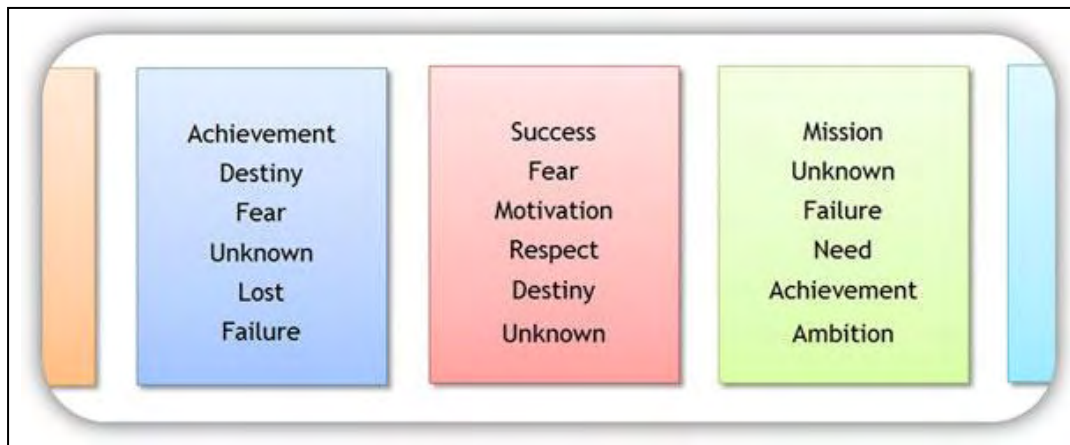 Achievement
Destiny
Fear
Unknown
Lost
Failure
Success
Fear
Motivation
Respect
Destiny
Unknown
Mission
Unknown
Failure
Need
Achievement
Ambition